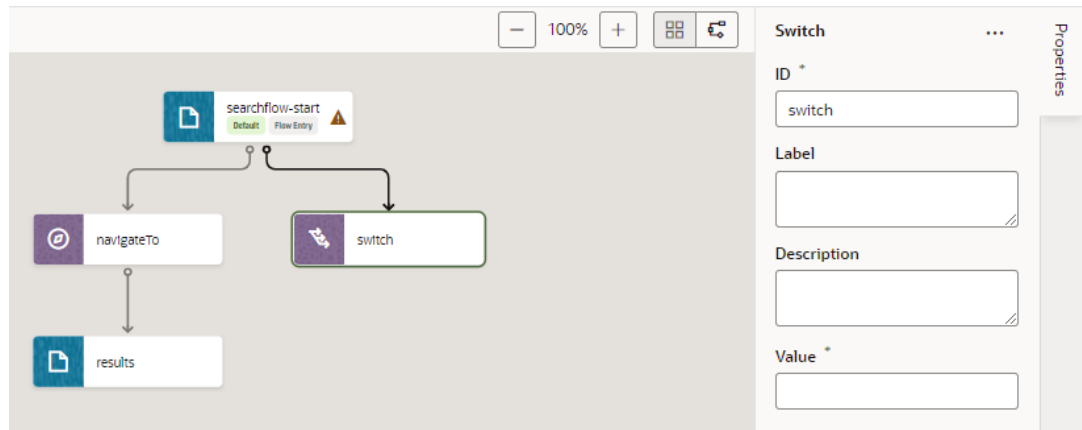 100%
searchflow-start
Default Flow Entry
navigateTo
switch
results
Switch
Properties
ID *
switch
Label
Description
Value *